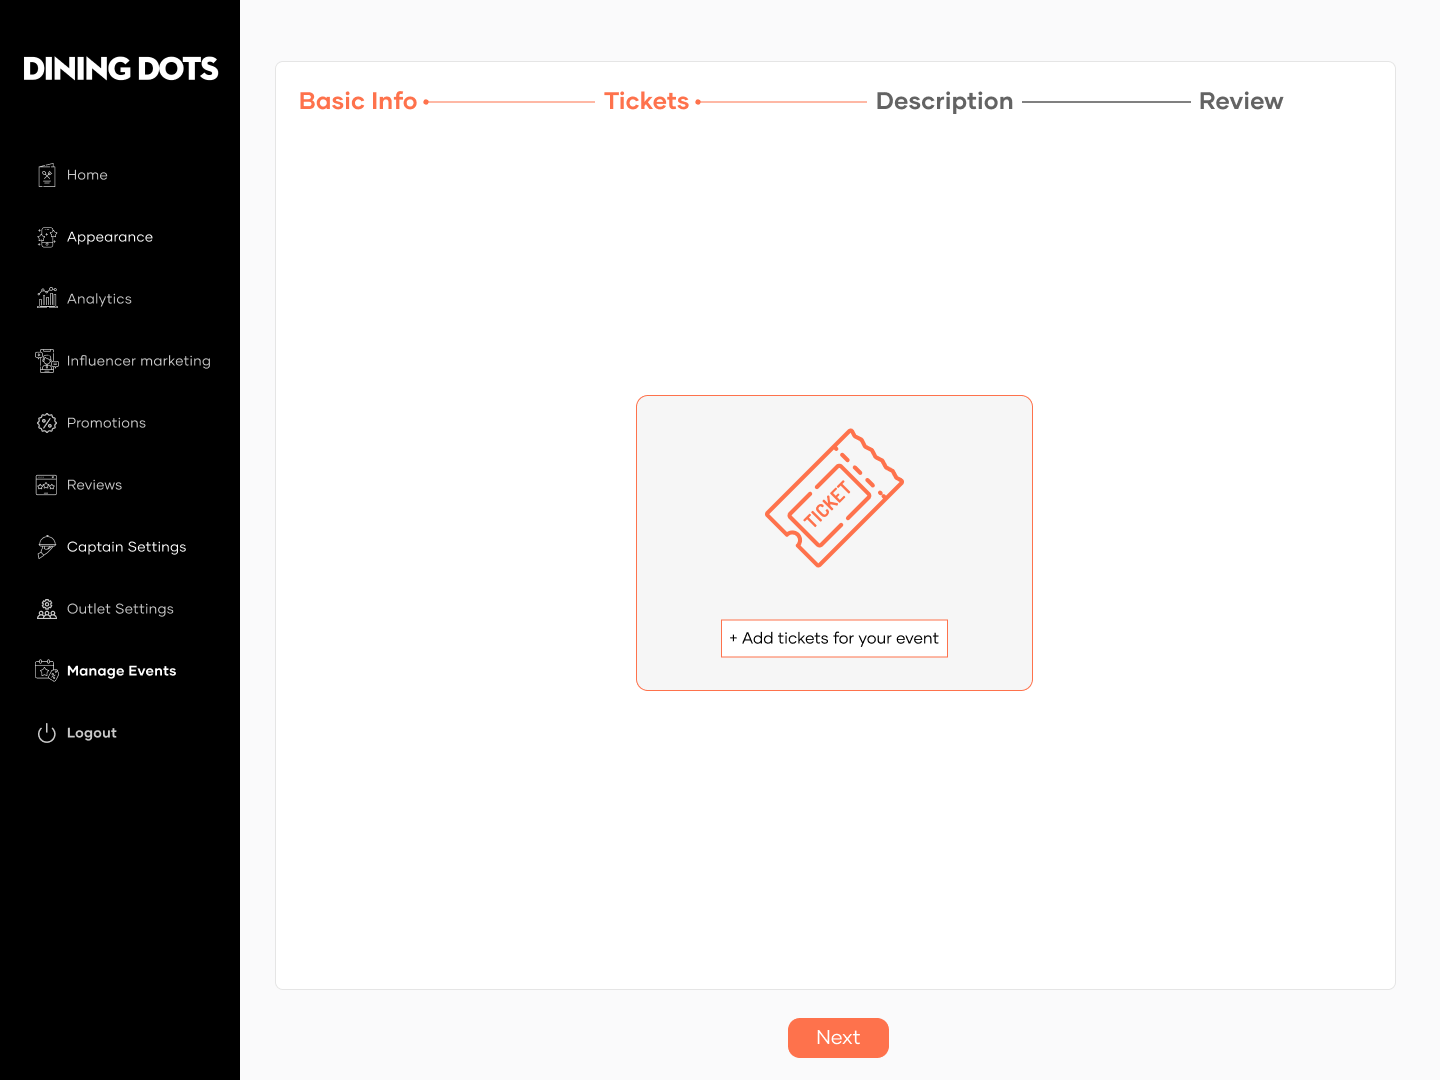 DINING DOTS
Home
Appearance
Analytics
Influencer marketing
Promotions
Reviews
Captain Settings
Outlet Settings
Manage Events
Logout
Basic Info Tickets Description Review
TICKET
+ Add tickets for your event
Next